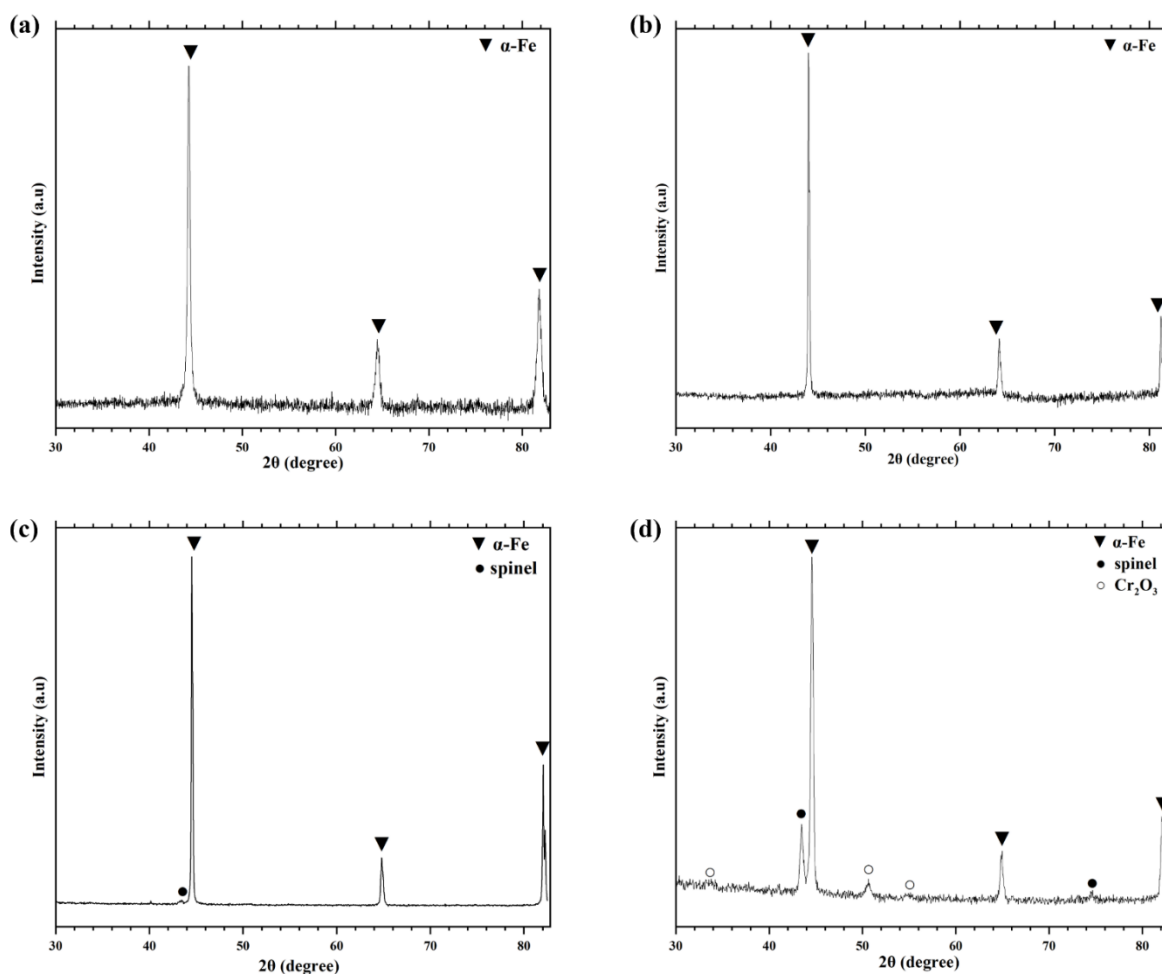 (a)
▼ α-Fe
Intensity (a.u)
30 40 50 60 70 80
2θ (degree)
(b)
▼ α-Fe
Intensity (a.u)
30 40 50 60 70 80
2θ (degree)
(c)
▼ α-Fe
● spinel
Intensity (a.u)
30 40 50 60 70 80
2θ (degree)
(d)
▼ α-Fe
● spinel
○ Cr₂O₃
Intensity (a.u)
30 40 50 60 70 80
2θ (degree)